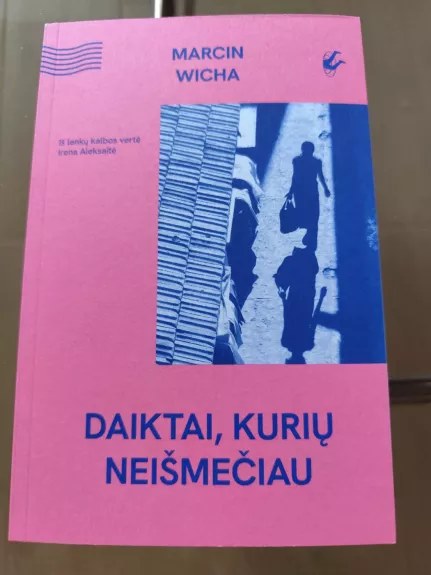 MARCIN
WICHA
Iš lenkų kalbos vertė
Irena Aleksaitė
DAIKTAI, KURIŲ
NEIŠMEČIAU